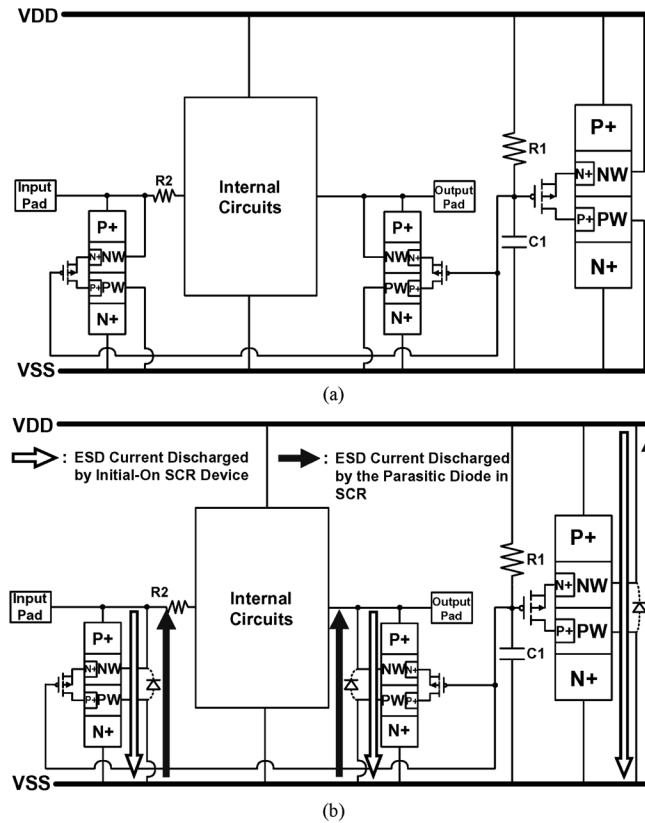 VDD
R1
P+
N+ NW
P+ PW
N+
C1
Input
Pad
R2
Internal
Circuits
Output
Pad
P+
N+ NW
P+ PW
N+
P+
NW N+
PW P+
N+
VSS
(a)
VDD
: ESD Current Discharged
by Initial-On SCR Device
: ESD Current Discharged
by the Parasitic Diode in
SCR
R1
P+
N+ NW
P+ PW
N+
C1
Input
Pad
R2
Internal
Circuits
Output
Pad
P+
N+ NW
P+ PW
N+
P+
NW N+
PW P+
N+
VSS
(b)